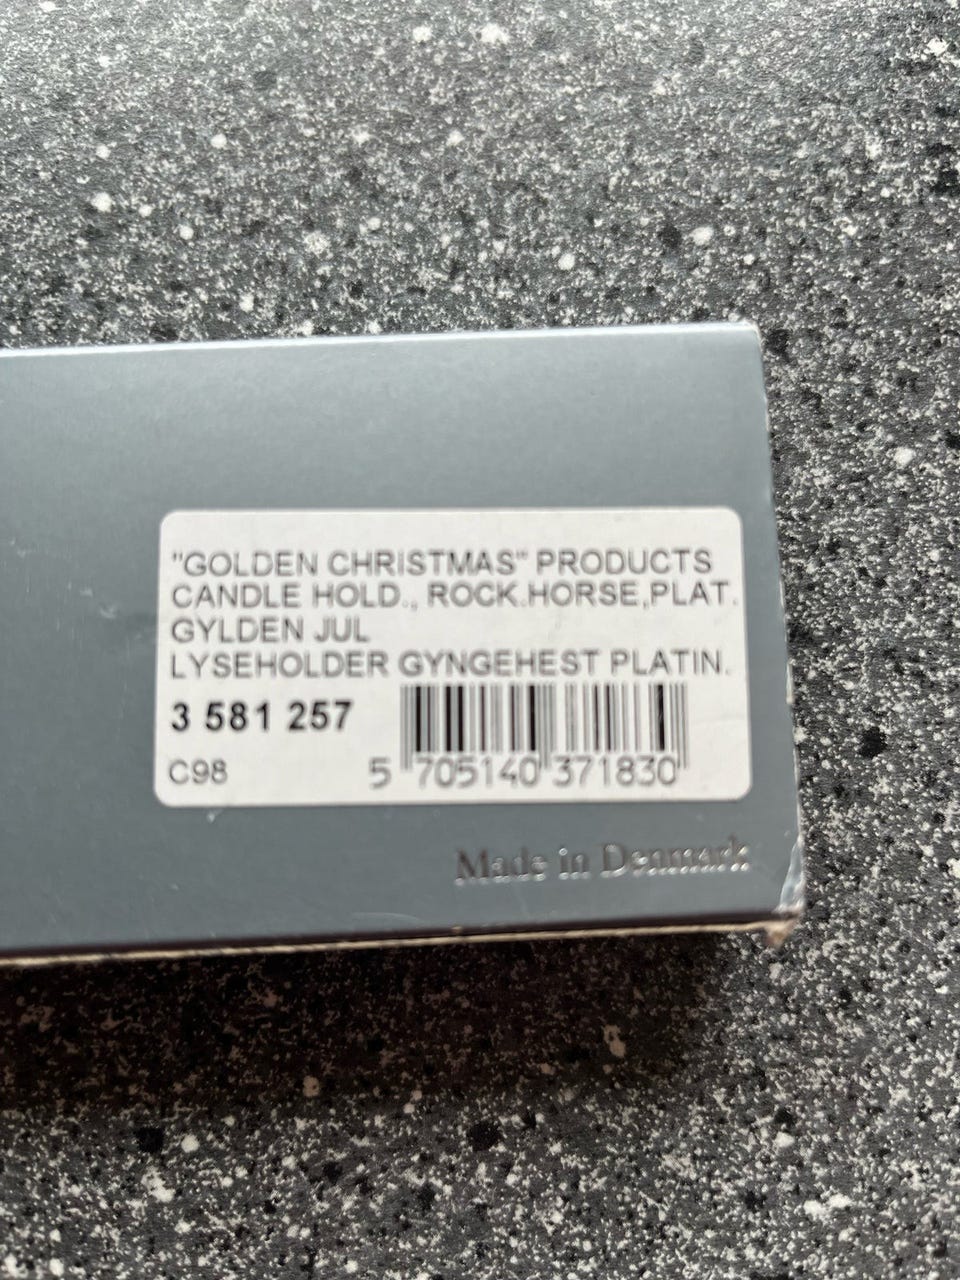 "GOLDEN CHRISTMAS" PRODUCTS
CANDLE HOLD., ROCK.HORSE,PLAT.
GYLDEN JUL
LYSEHOLDER GYNGEHEST PLATIN.
3 581 257
C98
5 705140 371830
Made in Denmark